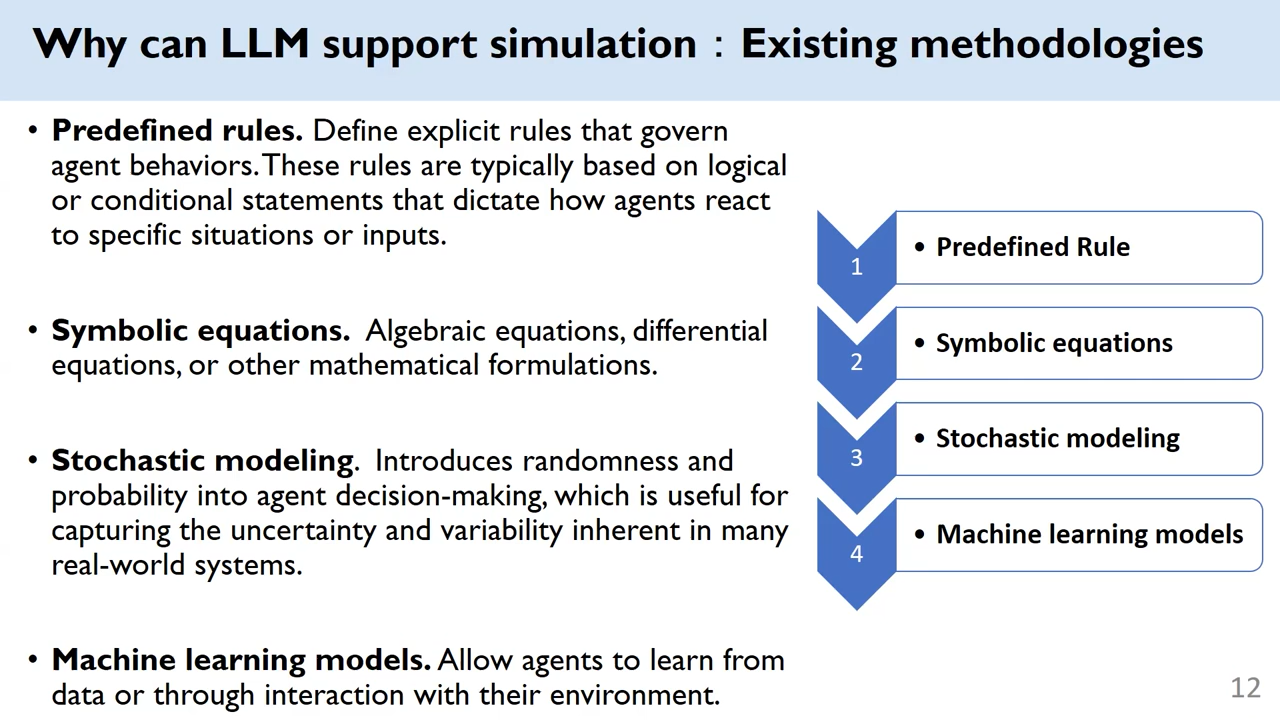 Why can LLM support simulation：Existing methodologies
• Predefined rules. Define explicit rules that govern
agent behaviors. These rules are typically based on logical
or conditional statements that dictate how agents react
to specific situations or inputs.
• Symbolic equations. Algebraic equations, differential
equations, or other mathematical formulations.
• Stochastic modeling. Introduces randomness and
probability into agent decision-making, which is useful for
capturing the uncertainty and variability inherent in many
real-world systems.
• Machine learning models. Allow agents to learn from
data or through interaction with their environment.
1
• Predefined Rule
2
• Symbolic equations
3
• Stochastic modeling
4
• Machine learning models
12